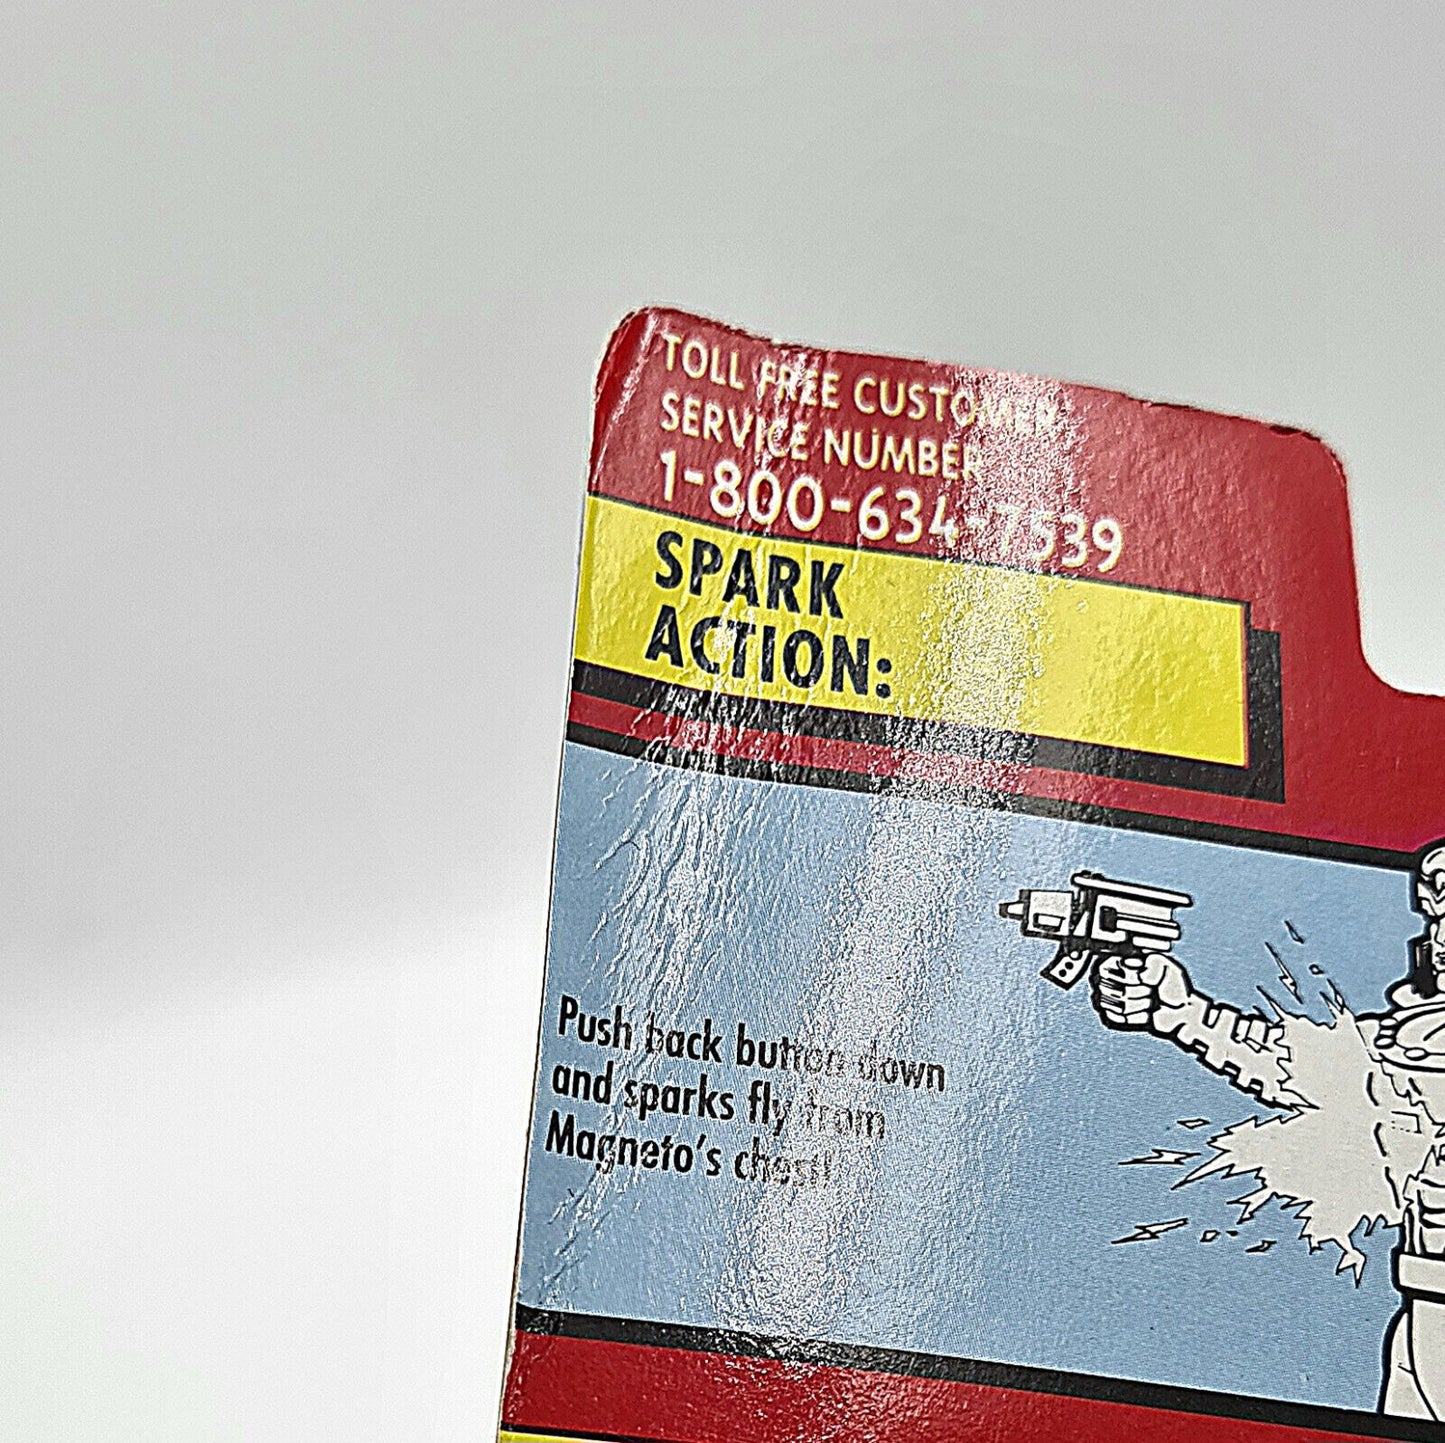 TOLL FREE CUSTOMER
SERVICE NUMBER
1-800-634-7539
SPARK
ACTION:
Push back button down
and sparks fly from
Magneto's chest!